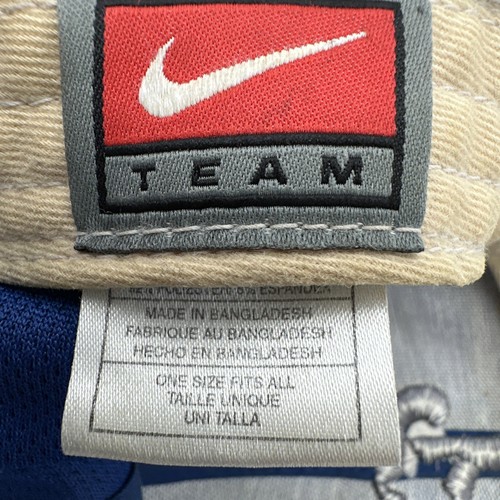 TEAM
MADE IN BANGLADESH
FABRIQUE AU BANGLADESH
HECHO EN BANGLADESH
ONE SIZE FITS ALL
TAILLE UNIQUE
UNI TALLA